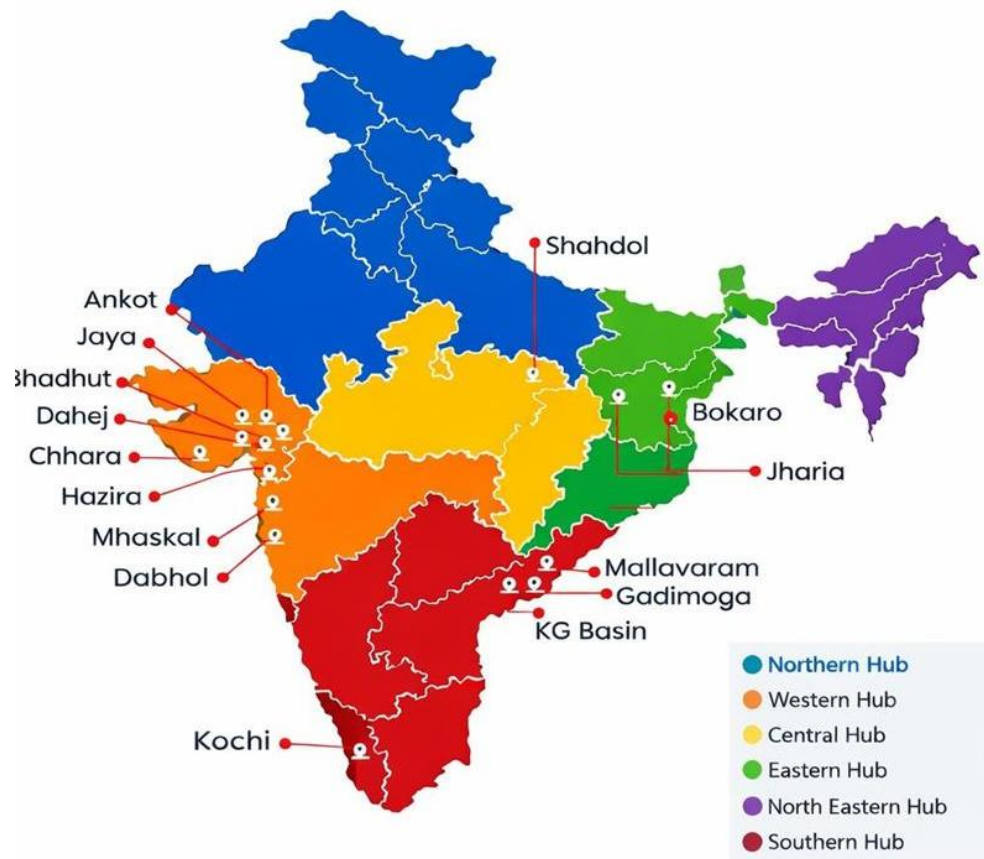 Shahdol
Ankot
Jaya
Bhadhut
Dahej
Chhara
Hazira
Mhaskal
Dabhol
Bokaro
Jharia
Mallavaram
Gadimoga
KG Basin
Kochi
Northern Hub
Western Hub
Central Hub
Eastern Hub
North Eastern Hub
Southern Hub